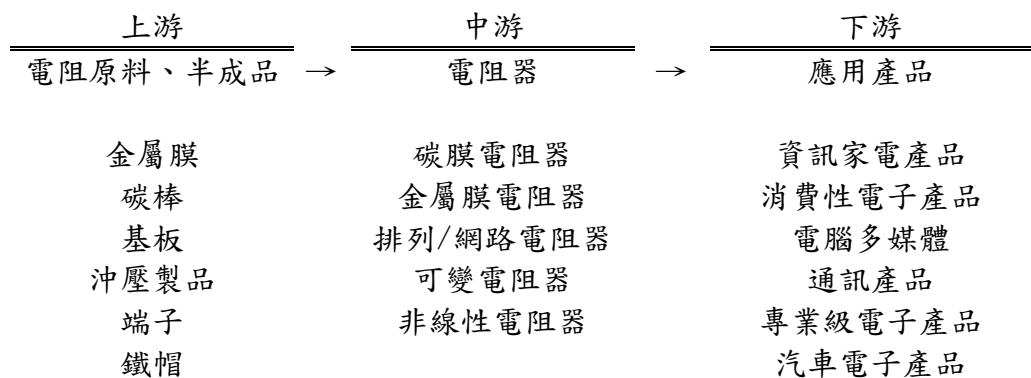 上游 中游 下游
電阻原料、半成品 → 電阻器 → 應用產品
金屬膜 碳膜電阻器 資訊家電產品
碳棒 金屬膜電阻器 消費性電子產品
基板 排列/網路電阻器 電腦多媒體
沖壓製品 可變電阻器 通訊產品
端子 非線性電阻器 專業級電子產品
鐵帽 汽車電子產品